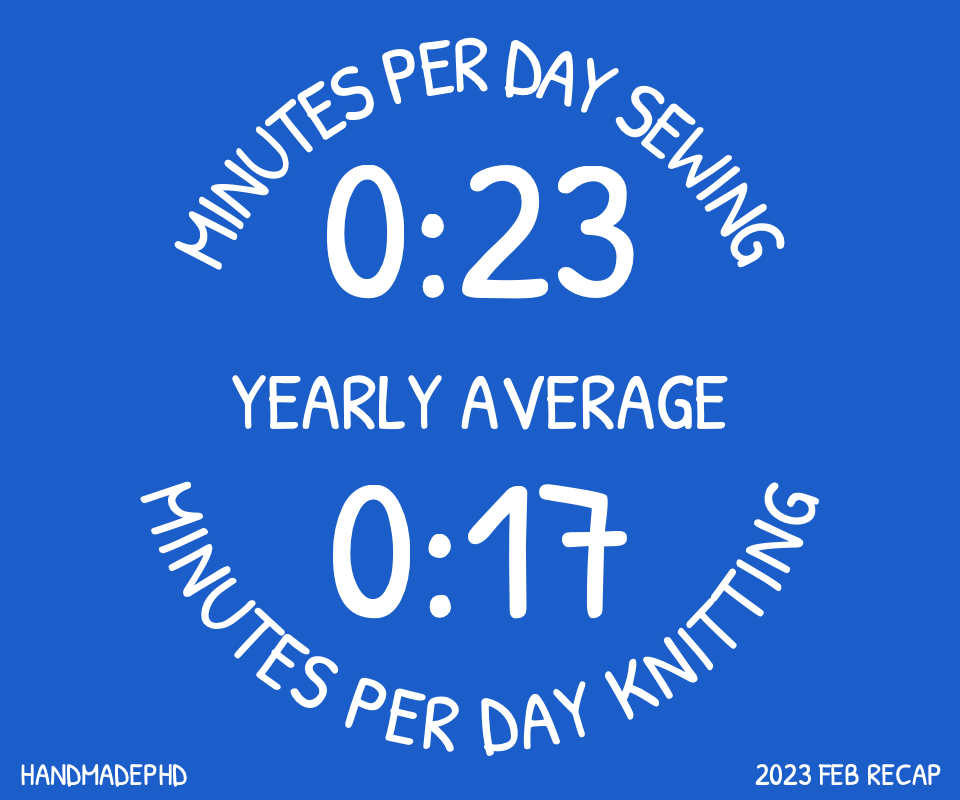 MINUTES PER DAY SEWING
0:23
YEARLY AVERAGE
0:17
MINUTES PER DAY KNITTING
HANDMADEPHD
2023 FEB RECAP